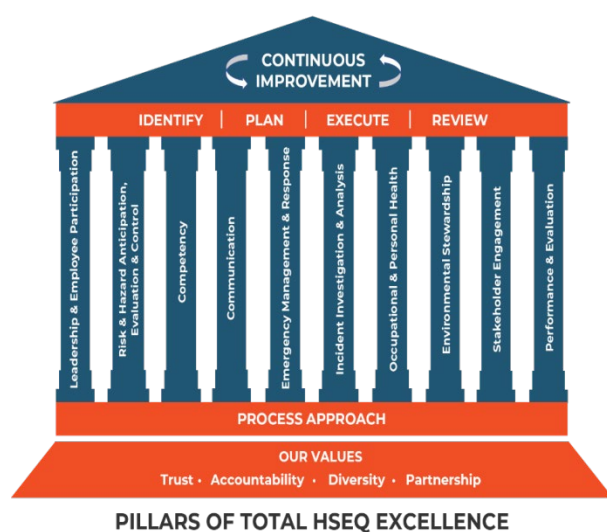 CONTINUOUS
IMPROVEMENT
IDENTIFY | PLAN | EXECUTE | REVIEW
Leadership & Employee Participation
Risk & Hazard Anticipation,
Evaluation & Control
Competency
Communication
Emergency Management & Response
Incident Investigation & Analysis
Occupational & Personal Health
Environmental Stewardship
Stakeholder Engagement
Performance & Evaluation
PROCESS APPROACH
OUR VALUES
Trust • Accountability • Diversity • Partnership
PILLARS OF TOTAL HSEQ EXCELLENCE